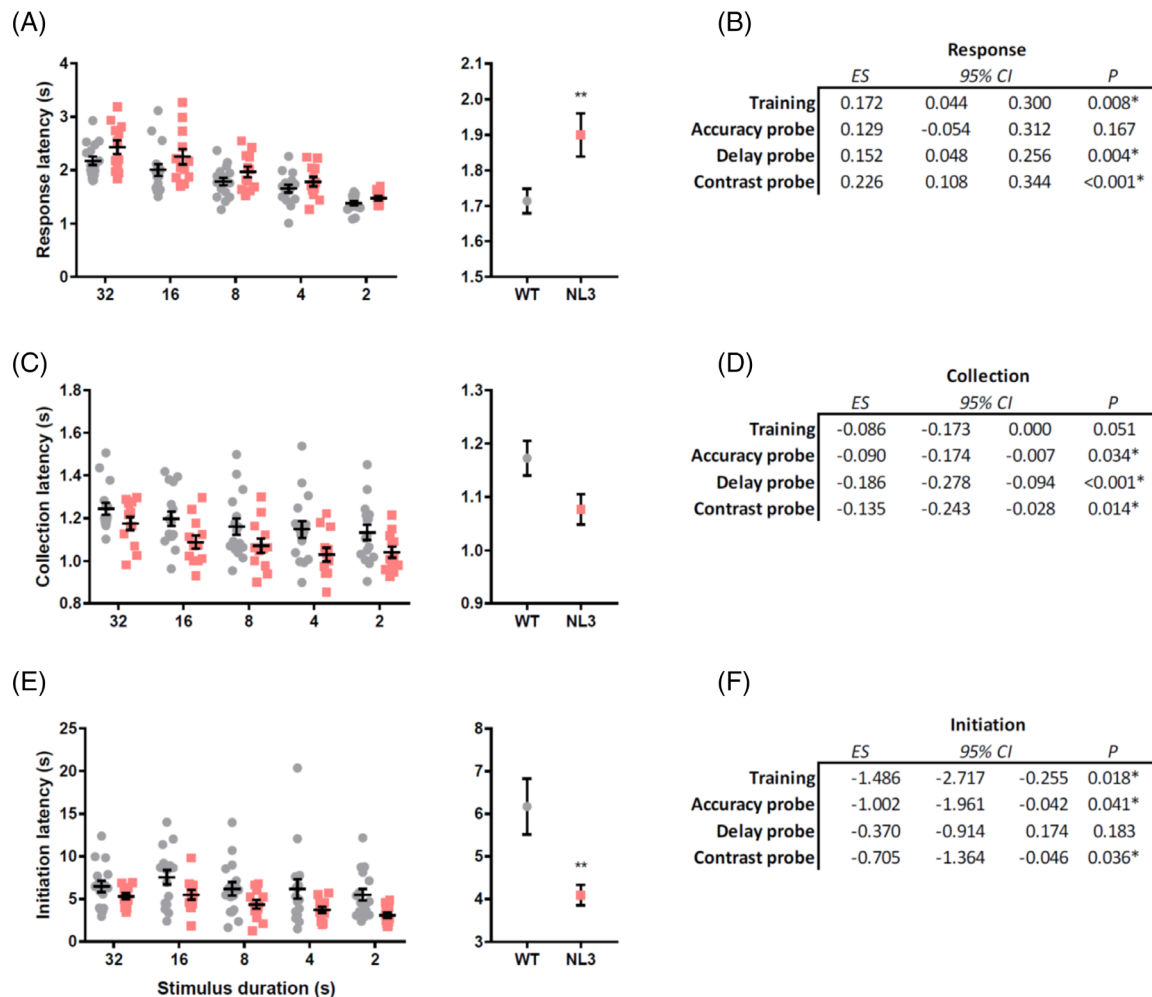 (A)
Response latency (s)
4
3
2
1
0
32 16 8 4 2
2.1
2.0
1.9
1.8
1.7
1.6
1.5
**
WT NL3
(B)
Response
ES 95% CI P
Training 0.172 0.044 0.300 0.008*
Accuracy probe 0.129 -0.054 0.312 0.167
Delay probe 0.152 0.048 0.256 0.004*
Contrast probe 0.226 0.108 0.344 <0.001*
(C)
Collection latency (s)
1.8
1.6
1.4
1.2
1.0
0.8
32 16 8 4 2
1.3
1.2
1.1
1.0
0.9
WT NL3
(D)
Collection
ES 95% CI P
Training -0.086 -0.173 0.000 0.051
Accuracy probe -0.090 -0.174 -0.007 0.034*
Delay probe -0.186 -0.278 -0.094 <0.001*
Contrast probe -0.135 -0.243 -0.028 0.014*
(E)
Initiation latency (s)
25
20
15
10
5
0
32 16 8 4 2
Stimulus duration (s)
8
7
6
5
4
3
**
WT NL3
(F)
Initiation
ES 95% CI P
Training -1.486 -2.717 -0.255 0.018*
Accuracy probe -1.002 -1.961 -0.042 0.041*
Delay probe -0.370 -0.914 0.174 0.183
Contrast probe -0.705 -1.364 -0.046 0.036*